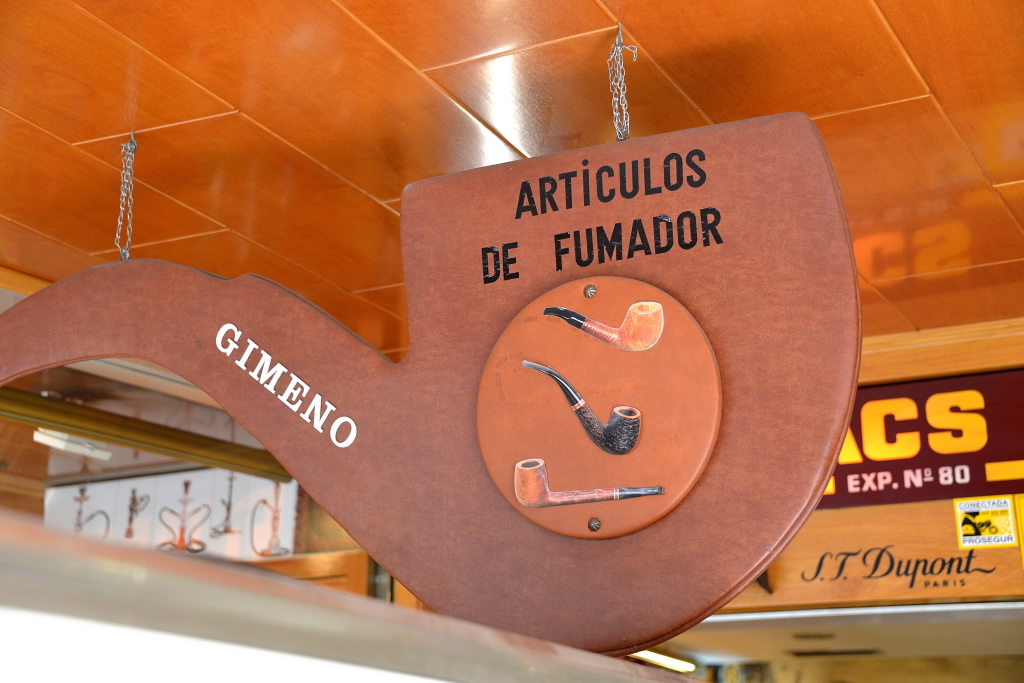 ARTÍCULOS
DE FUMADOR
GIMENO
ACS
EXP. Nº 80
CONECTADA
PROSEGUR
S.T. Dupont
PARIS